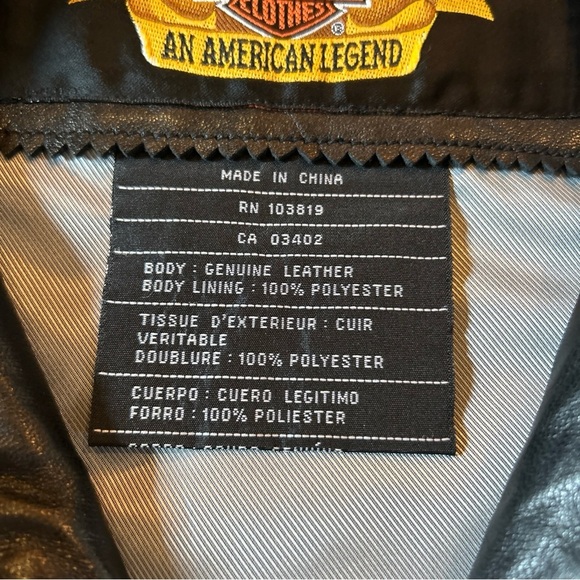 CLOTHES
®
AN AMERICAN LEGEND
MADE IN CHINA
RN 103819
CA 03402
BODY : GENUINE LEATHER
BODY LINING : 100% POLYESTER
TISSUE D'EXTERIEUR : CUIR
VERITABLE
DOUBLURE : 100% POLYESTER
CUERPO : CUERO LEGITIMO
FORRO : 100% POLIESTER